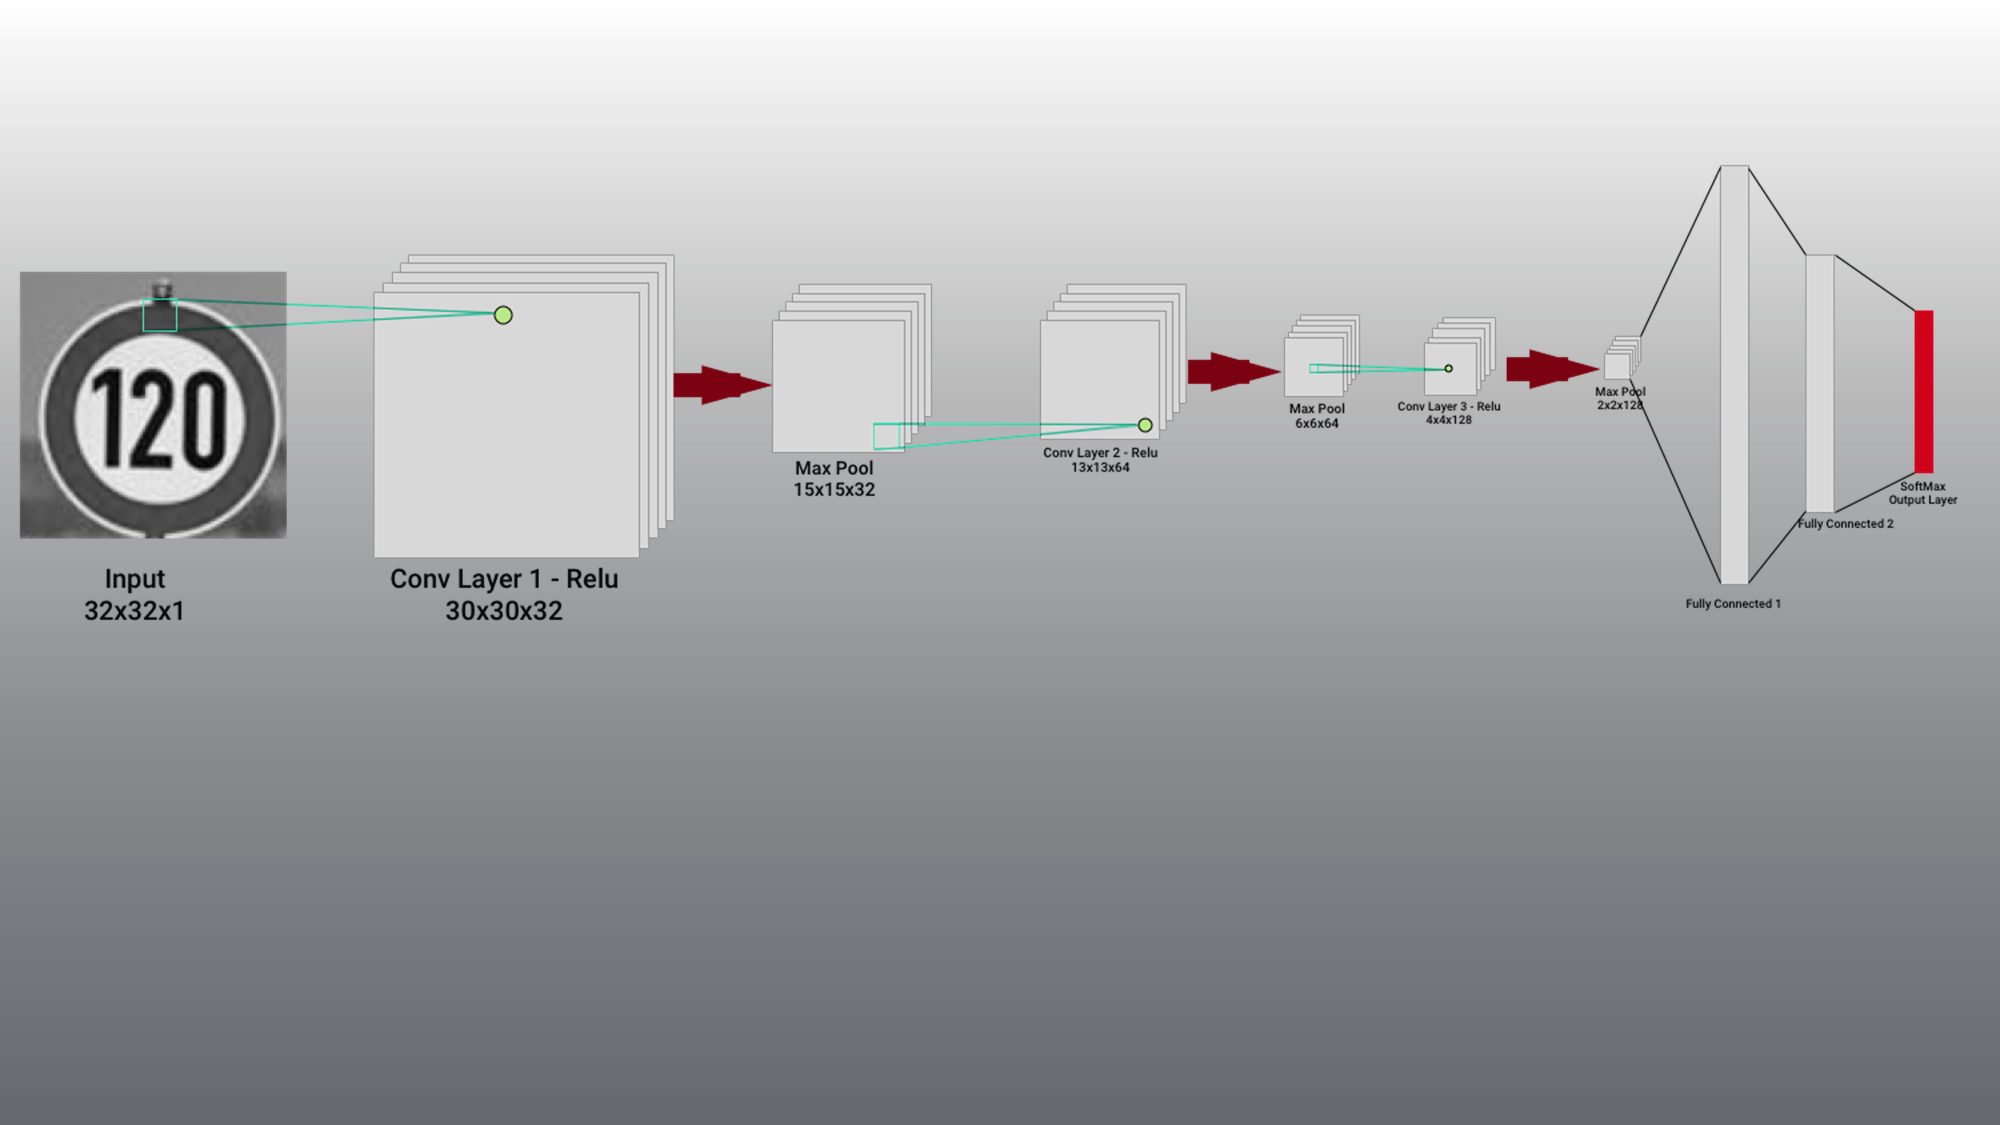 120
Input
32x32x1
Conv Layer 1 - Relu
30x30x32
Max Pool
15x15x32
Conv Layer 2 - Relu
13x13x64
Max Pool
6x6x64
Conv Layer 3 - Relu
4x4x128
Max Pool
2x2x128
Fully Connected 1
Fully Connected 2
SoftMax
Output Layer